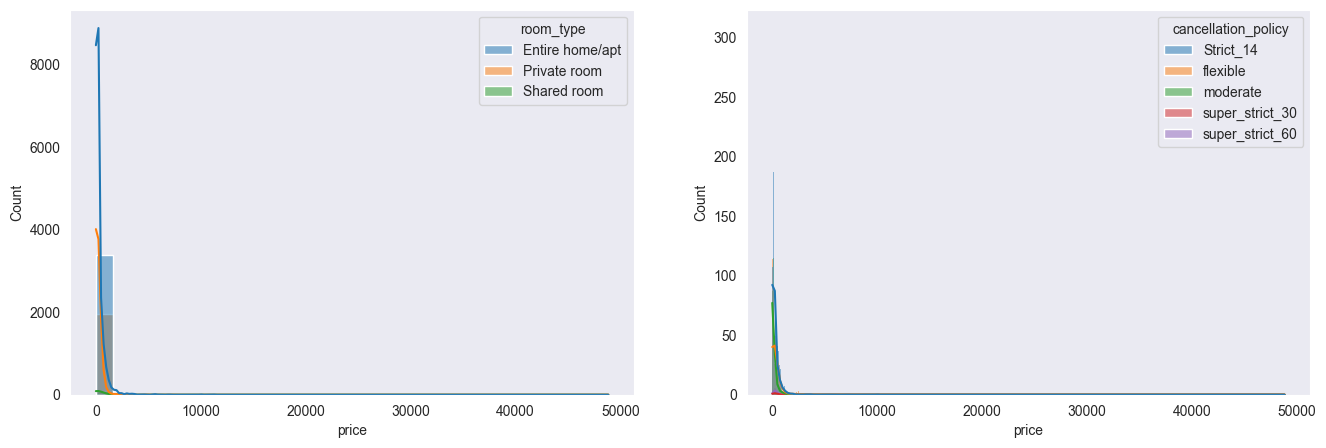 room_type
Entire home/apt
Private room
Shared room
8000
6000
4000
2000
0
Count
0
10000
20000
30000
40000
50000
price
cancellation_policy
Strict_14
flexible
moderate
super_strict_30
super_strict_60
300
250
200
150
100
50
0
Count
0
10000
20000
30000
40000
50000
price